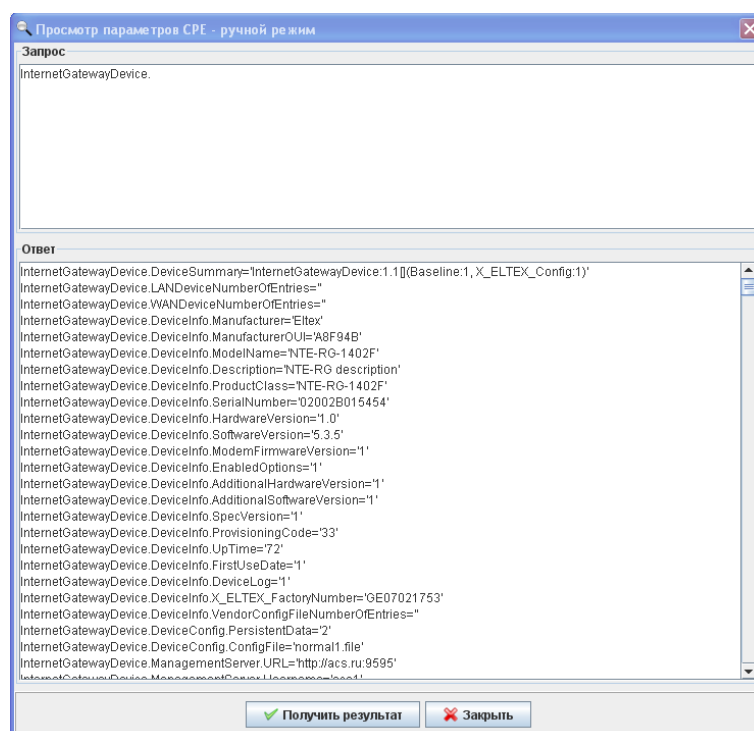 Просмотр параметров CPE - ручной режим
Запрос
InternetGatewayDevice.
Ответ
InternetGatewayDevice.DeviceSummary='InternetGatewayDevice:1.1[](Baseline:1, X_ELTEX_Config:1)'
InternetGatewayDevice.LANDeviceNumberOfEntries=''
InternetGatewayDevice.WANDeviceNumberOfEntries=''
InternetGatewayDevice.DeviceInfo.Manufacturer='Eltex'
InternetGatewayDevice.DeviceInfo.ManufacturerOUI='A8F94B'
InternetGatewayDevice.DeviceInfo.ModelName='NTE-RG-1402F'
InternetGatewayDevice.DeviceInfo.Description='NTE-RG description'
InternetGatewayDevice.DeviceInfo.ProductClass='NTE-RG-1402F'
InternetGatewayDevice.DeviceInfo.SerialNumber='02002B015454'
InternetGatewayDevice.DeviceInfo.HardwareVersion='1.0'
InternetGatewayDevice.DeviceInfo.SoftwareVersion='5.3.5'
InternetGatewayDevice.DeviceInfo.ModemFirmwareVersion='1'
InternetGatewayDevice.DeviceInfo.EnabledOptions='1'
InternetGatewayDevice.DeviceInfo.AdditionalHardwareVersion='1'
InternetGatewayDevice.DeviceInfo.AdditionalSoftwareVersion='1'
InternetGatewayDevice.DeviceInfo.SpecVersion='1'
InternetGatewayDevice.DeviceInfo.ProvisioningCode='33'
InternetGatewayDevice.DeviceInfo.UpTime='72'
InternetGatewayDevice.DeviceInfo.FirstUseDate='1'
InternetGatewayDevice.DeviceInfo.DeviceLog='1'
InternetGatewayDevice.DeviceInfo.X_ELTEX_FactoryNumber='GE07021753'
InternetGatewayDevice.DeviceInfo.VendorConfigFileNumberOfEntries=''
InternetGatewayDevice.DeviceConfig.PersistentData='2'
InternetGatewayDevice.DeviceConfig.ConfigFile='normal1.file'
InternetGatewayDevice.ManagementServer.URL='http://acs.ru:9595'
InternetGatewayDevice.ManagementServer.Username='acs1'
Получить результат
Закрыть